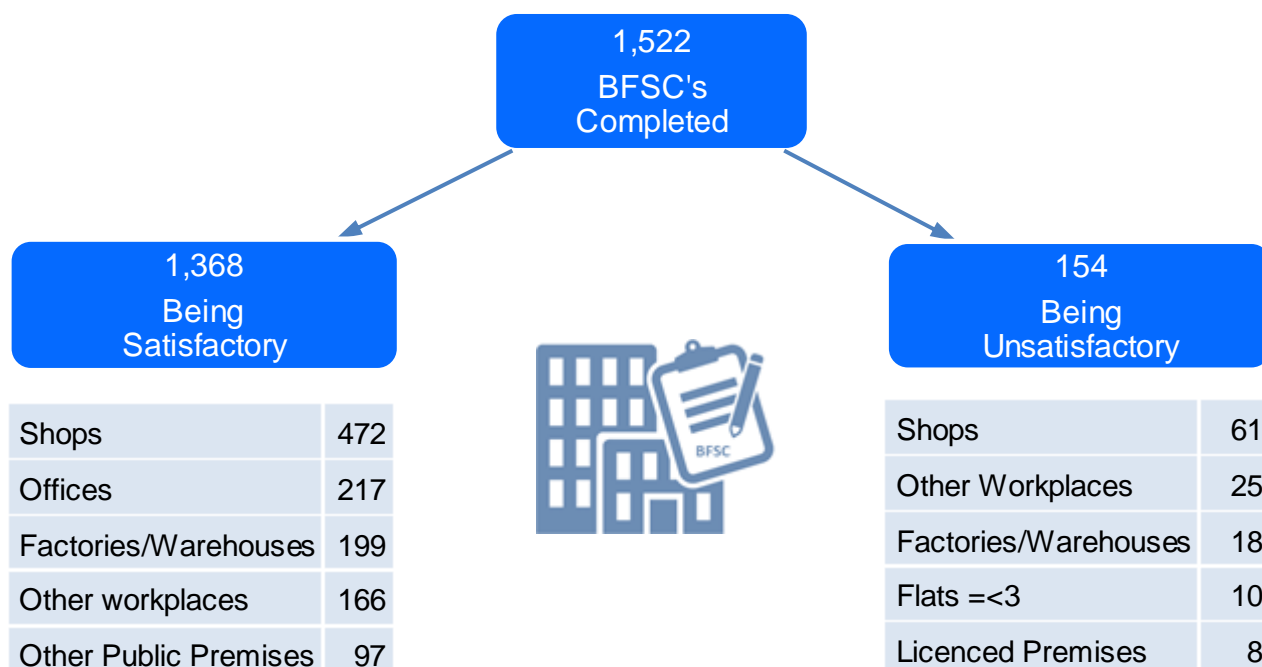 1,522
BFSC's
Completed
1,368
Being
Satisfactory
154
Being
Unsatisfactory
BFSC
Shops 472
Offices 217
Factories/Warehouses 199
Other workplaces 166
Other Public Premises 97
Shops 61
Other Workplaces 25
Factories/Warehouses 18
Flats =<3 10
Licenced Premises 8